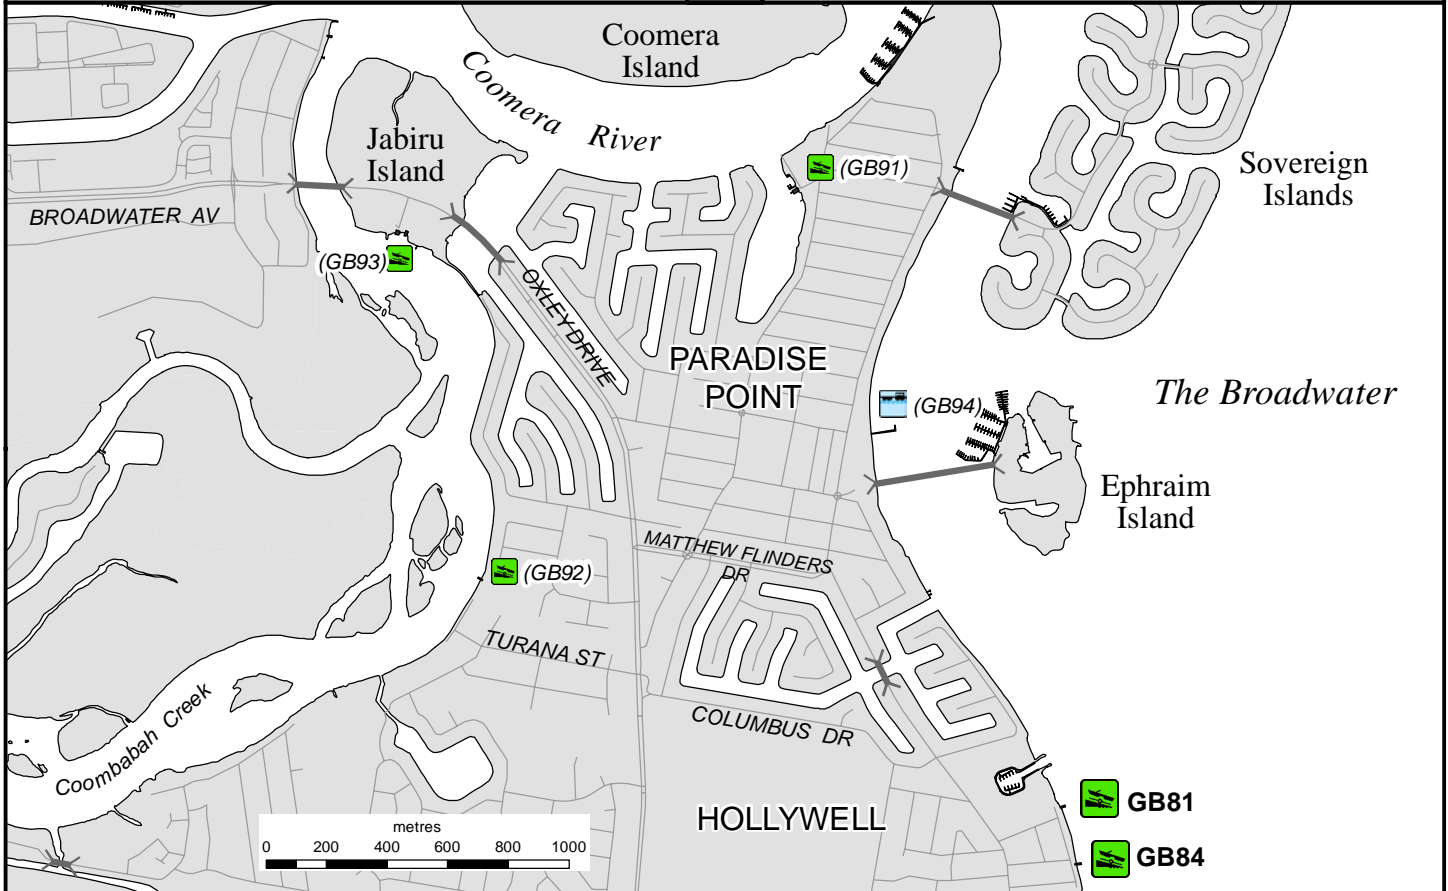 Coomera
Island
Coomera River
Jabiru
Island
(GB91)
Sovereign
Islands
BROADWATER AV
(GB93)
OXLEY DRIVE
PARADISE
POINT
(GB94)
The Broadwater
Ephraim
Island
MATTHEW FLINDERS
DR
(GB92)
TURANA ST
Coombabah Creek
COLUMBUS DR
HOLLYWELL
GB81
GB84
metres
0 200 400 600 800 1000